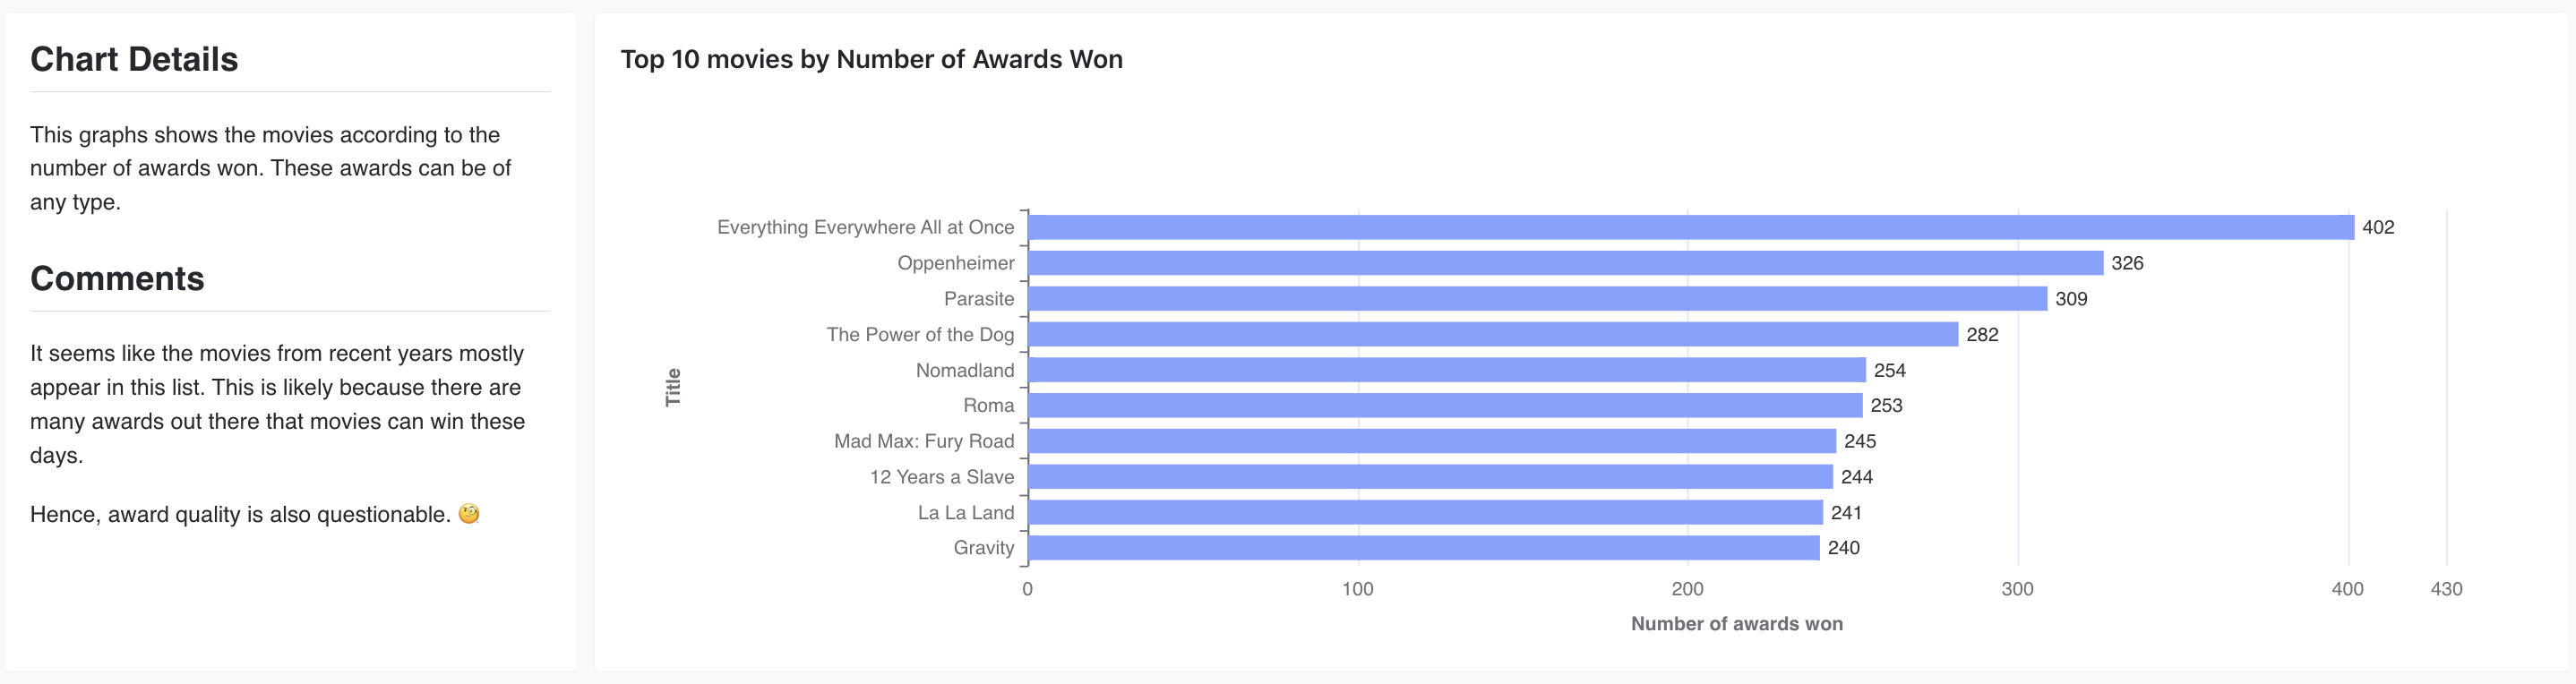 Chart Details
This graphs shows the movies according to the
number of awards won. These awards can be of
any type.
Comments
It seems like the movies from recent years mostly
appear in this list. This is likely because there are
many awards out there that movies can win these
days.
Hence, award quality is also questionable. 🧐
Top 10 movies by Number of Awards Won
Title
Everything Everywhere All at Once 402
Oppenheimer 326
Parasite 309
The Power of the Dog 282
Nomadland 254
Roma 253
Mad Max: Fury Road 245
12 Years a Slave 244
La La Land 241
Gravity 240
0 100 200 300 400 430
Number of awards won